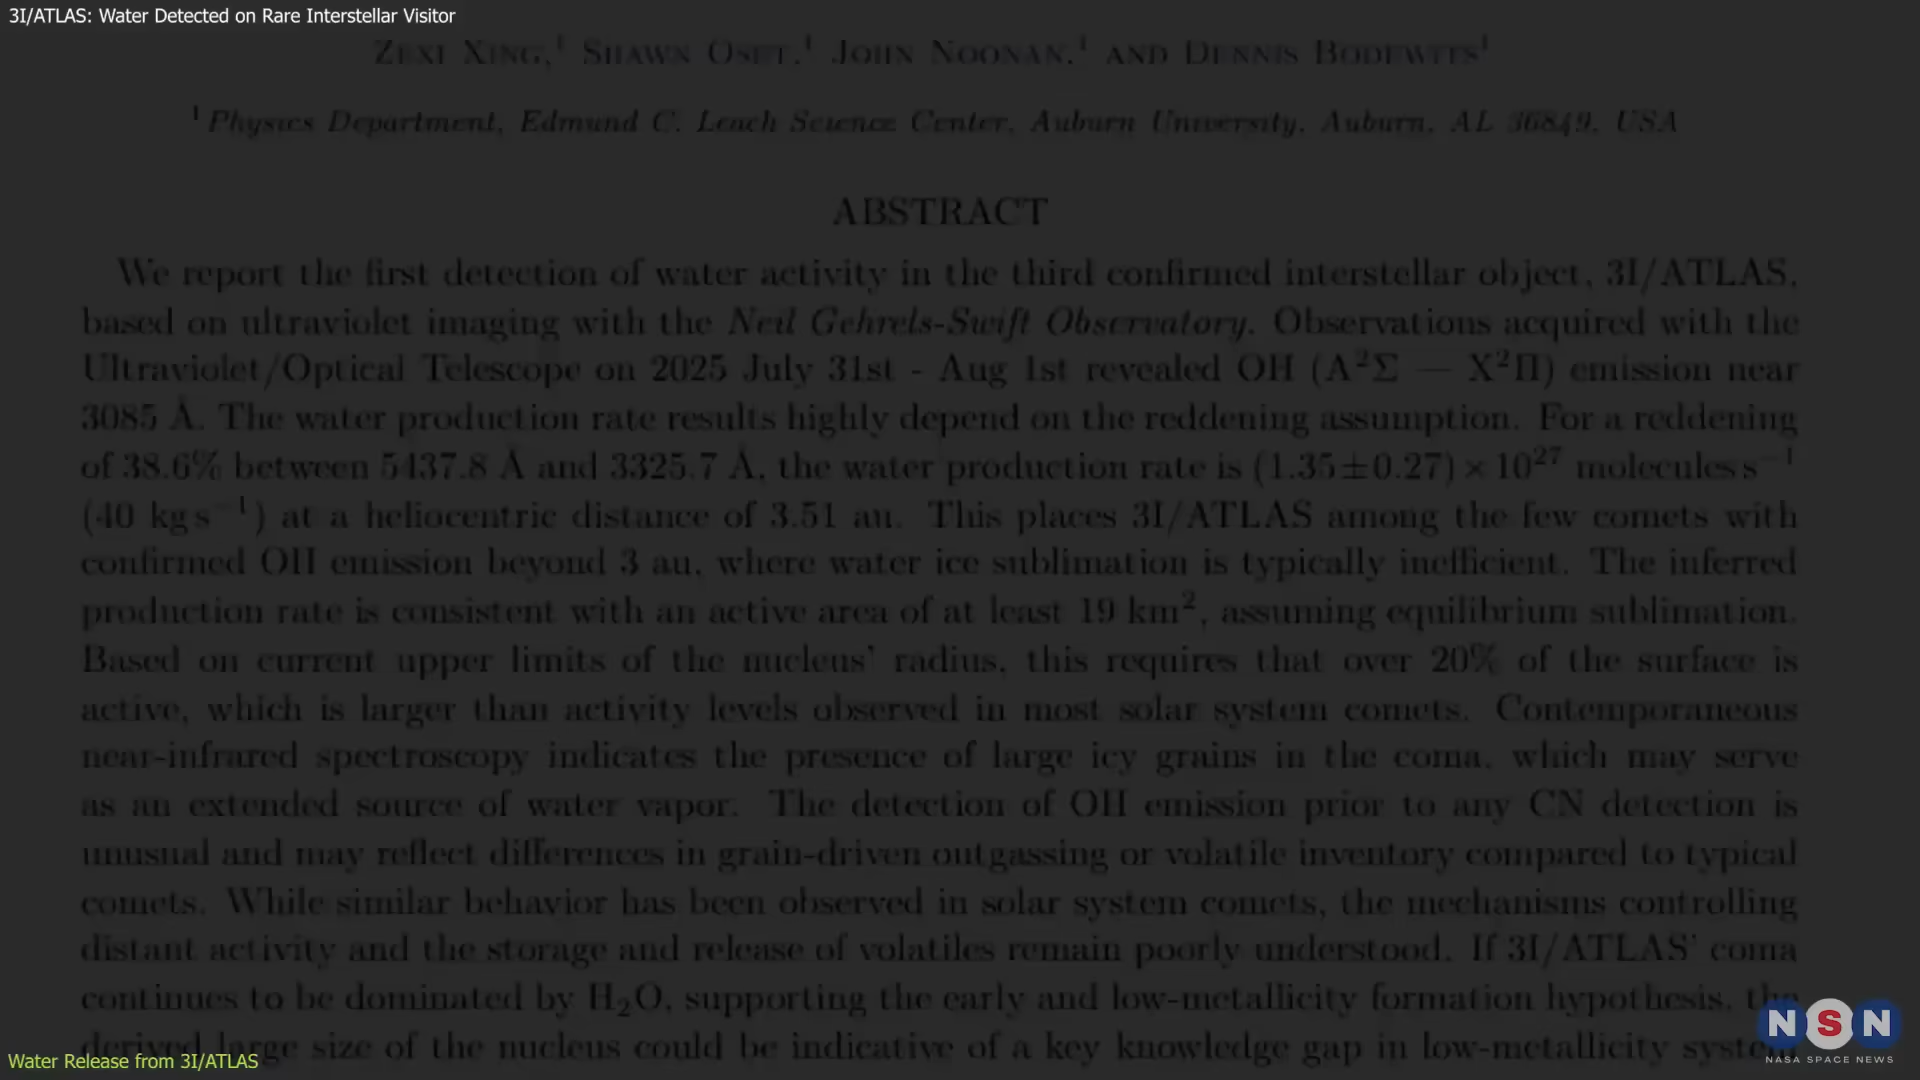 3I/ATLAS: Water Detected on Rare Interstellar Visitor
Zexi Xing,¹ Shawn Oset,¹ John Noonan,¹ and Dennis Bodewits¹
¹ Physics Department, Edmund C. Leach Science Center, Auburn University, Auburn, AL 36849, USA
ABSTRACT
We report the first detection of water activity in the third confirmed interstellar object, 3I/ATLAS,
based on ultraviolet imaging with the Neil Gehrels-Swift Observatory. Observations acquired with the
Ultraviolet/Optical Telescope on 2025 July 31st - Aug 1st revealed OH (A²Σ — X²Π) emission near
3085 Å. The water production rate results highly depend on the reddening assumption. For a reddening
of 38.6% between 5437.8 Å and 3325.7 Å, the water production rate is (1.35±0.27)×10²⁷ molecules s⁻¹
(40 kg s⁻¹) at a heliocentric distance of 3.51 au. This places 3I/ATLAS among the few comets with
confirmed OH emission beyond 3 au, where water ice sublimation is typically inefficient. The inferred
production rate is consistent with an active area of at least 19 km², assuming equilibrium sublimation.
Based on current upper limits of the nucleus' radius, this requires that over 20% of the surface is
active, which is larger than activity levels observed in most solar system comets. Contemporaneous
near-infrared spectroscopy indicates the presence of large icy grains in the coma, which may serve
as an extended source of water vapor. The detection of OH emission prior to any CN detection is
unusual and may reflect differences in grain-driven outgassing or volatile inventory compared to typical
comets. While similar behavior has been observed in solar system comets, the mechanisms controlling
distant activity and the storage and release of volatiles remain poorly understood. If 3I/ATLAS' coma
continues to be dominated by H₂O, supporting the early and low-metallicity formation hypothesis, the
derived large size of the nucleus could be indicative of a key knowledge gap in low-metallicity system
Water Release from 3I/ATLAS
NSN
NASA SPACE NEWS